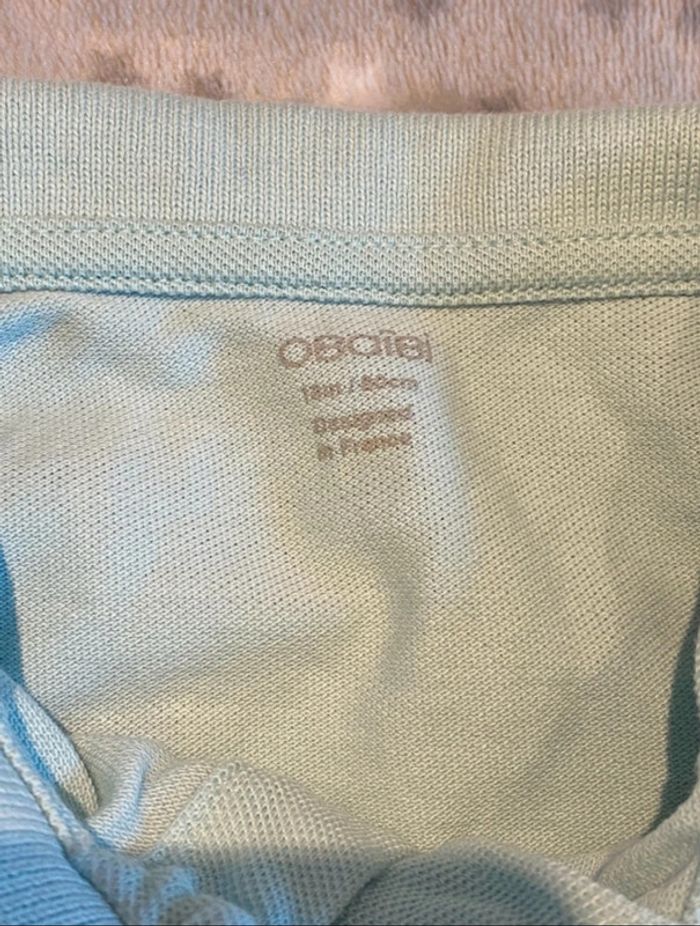 OBaïBi
18m / 80cm
Designed
in France